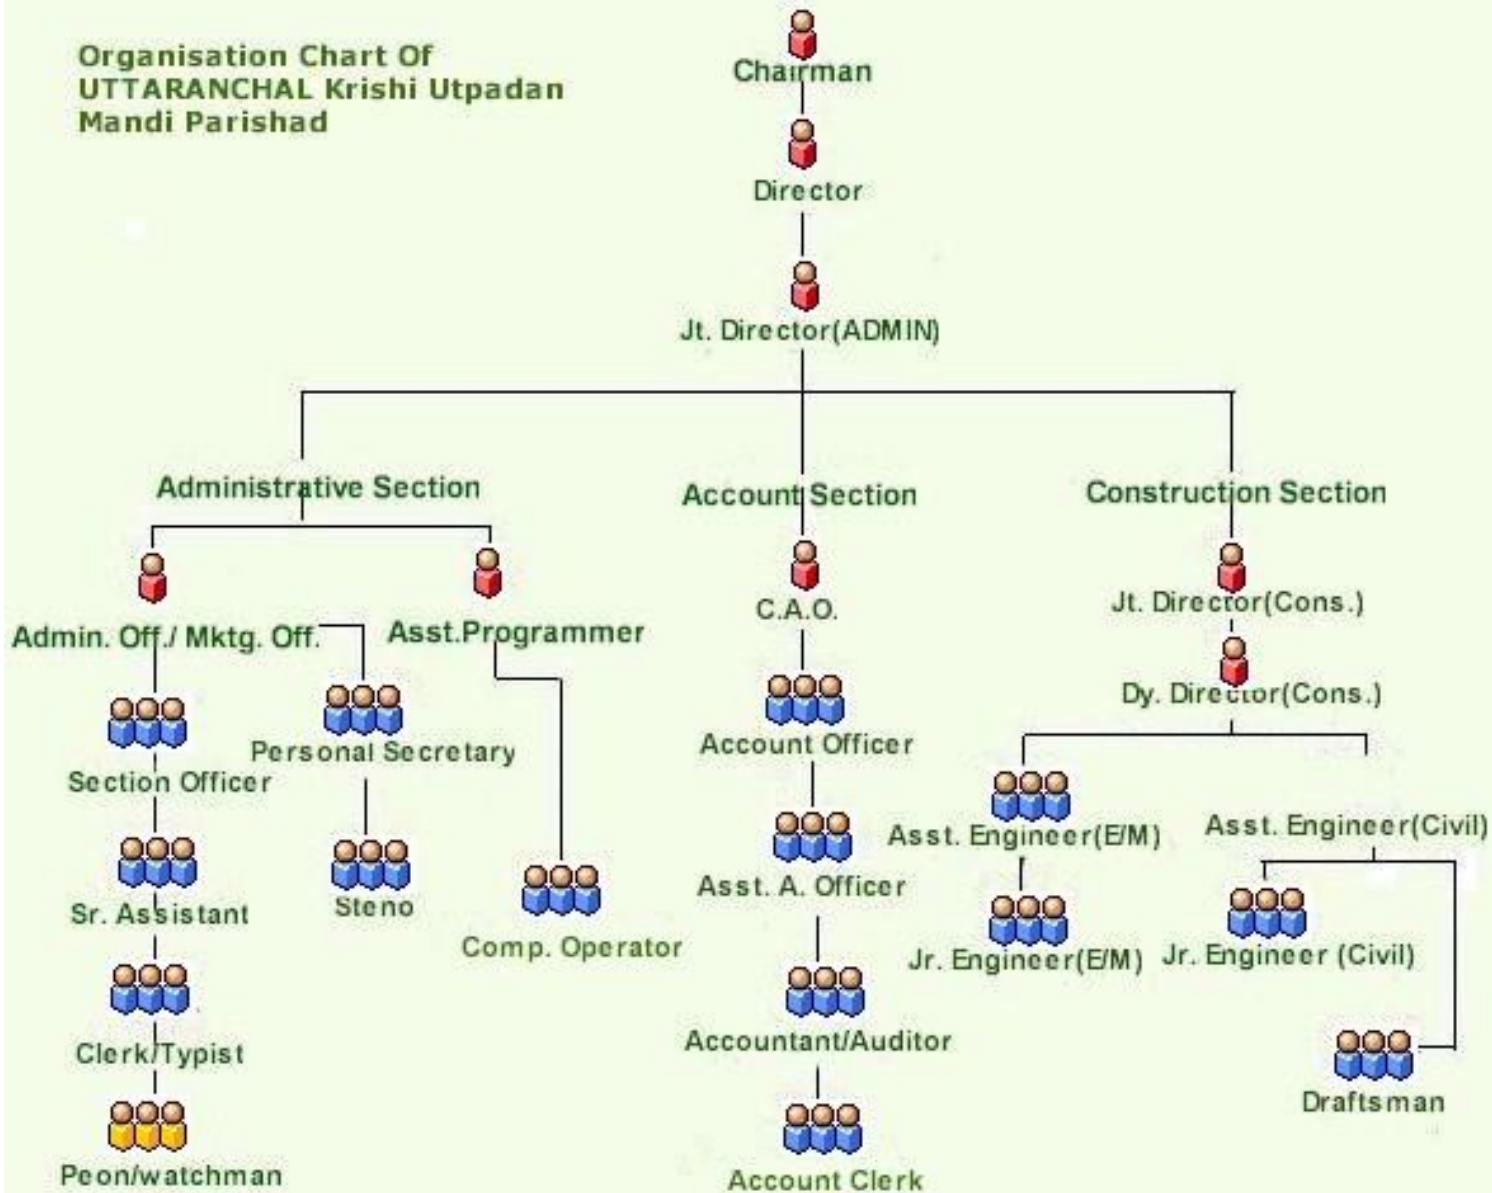 Organisation Chart Of
UTTARANCHAL Krishi Utpadan
Mandi Parishad
Chairman
Director
Jt. Director(ADMIN)
Administrative Section
Account Section
Construction Section
Admin. Off./ Mktg. Off.
Asst.Programmer
C.A.O.
Jt. Director(Cons.)
Dy. Director(Cons.)
Section Officer
Personal Secretary
Account Officer
Asst. Engineer(E/M)
Asst. Engineer(Civil)
Sr. Assistant
Steno
Comp. Operator
Asst. A. Officer
Jr. Engineer(E/M)
Jr. Engineer (Civil)
Clerk/Typist
Accountant/Auditor
Draftsman
Peon/watchman
Account Clerk